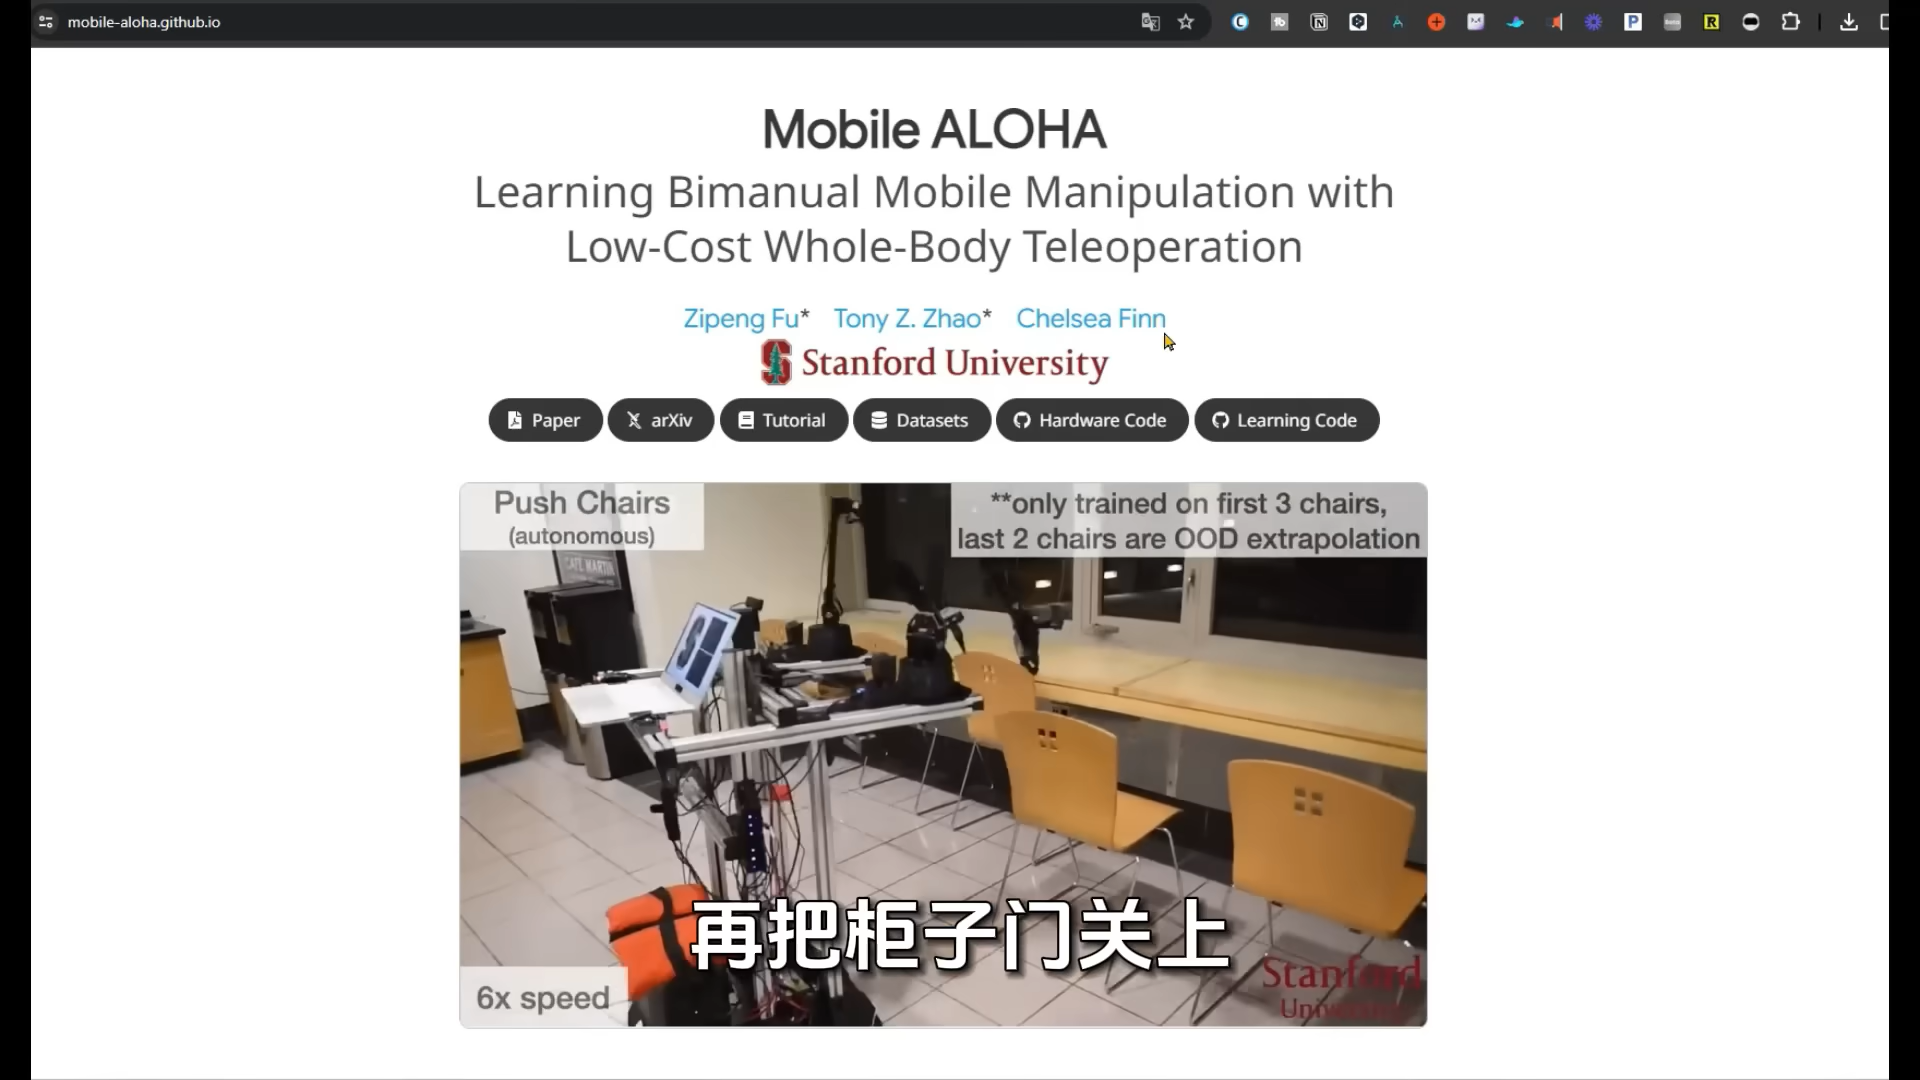 mobile-aloha.github.io
Mobile ALOHA
Learning Bimanual Mobile Manipulation with
Low-Cost Whole-Body Teleoperation
Zipeng Fu* Tony Z. Zhao* Chelsea Finn
Stanford University
Paper arXiv Tutorial Datasets Hardware Code Learning Code
Push Chairs
(autonomous)
**only trained on first 3 chairs,
last 2 chairs are OOD extrapolation
CAFE MARTIN
再把柜子门关上
6x speed
Stanford
University